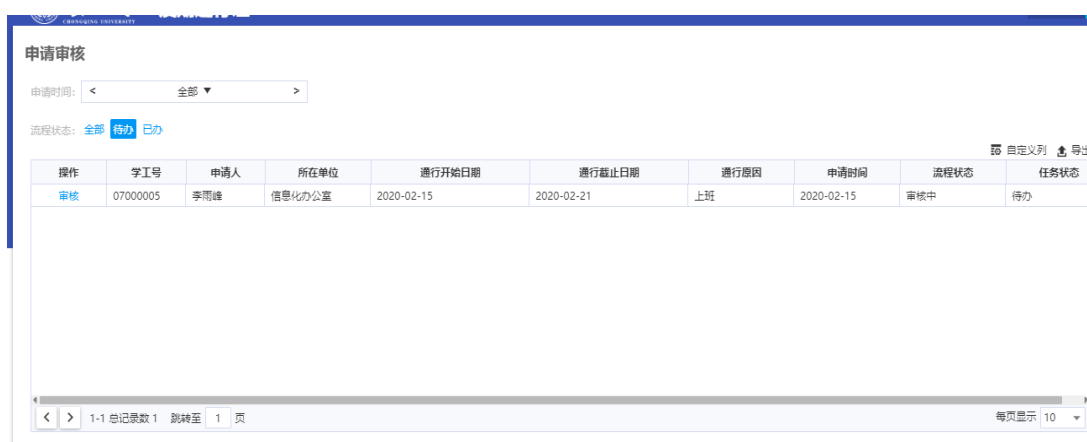 CHONGQING UNIVERSITY
申请审核
申请时间: < 全部 ▼ >
流程状态: 全部 待办 已办
自定义列 导出
操作 学工号 申请人 所在单位 通行开始日期 通行截止日期 通行原因 申请时间 流程状态 任务状态
审核 07000005 李雨峰 信息化办公室 2020-02-15 2020-02-21 上班 2020-02-15 审核中 待办
< > 1-1 总记录数 1 跳转至 1 页 每页显示 10